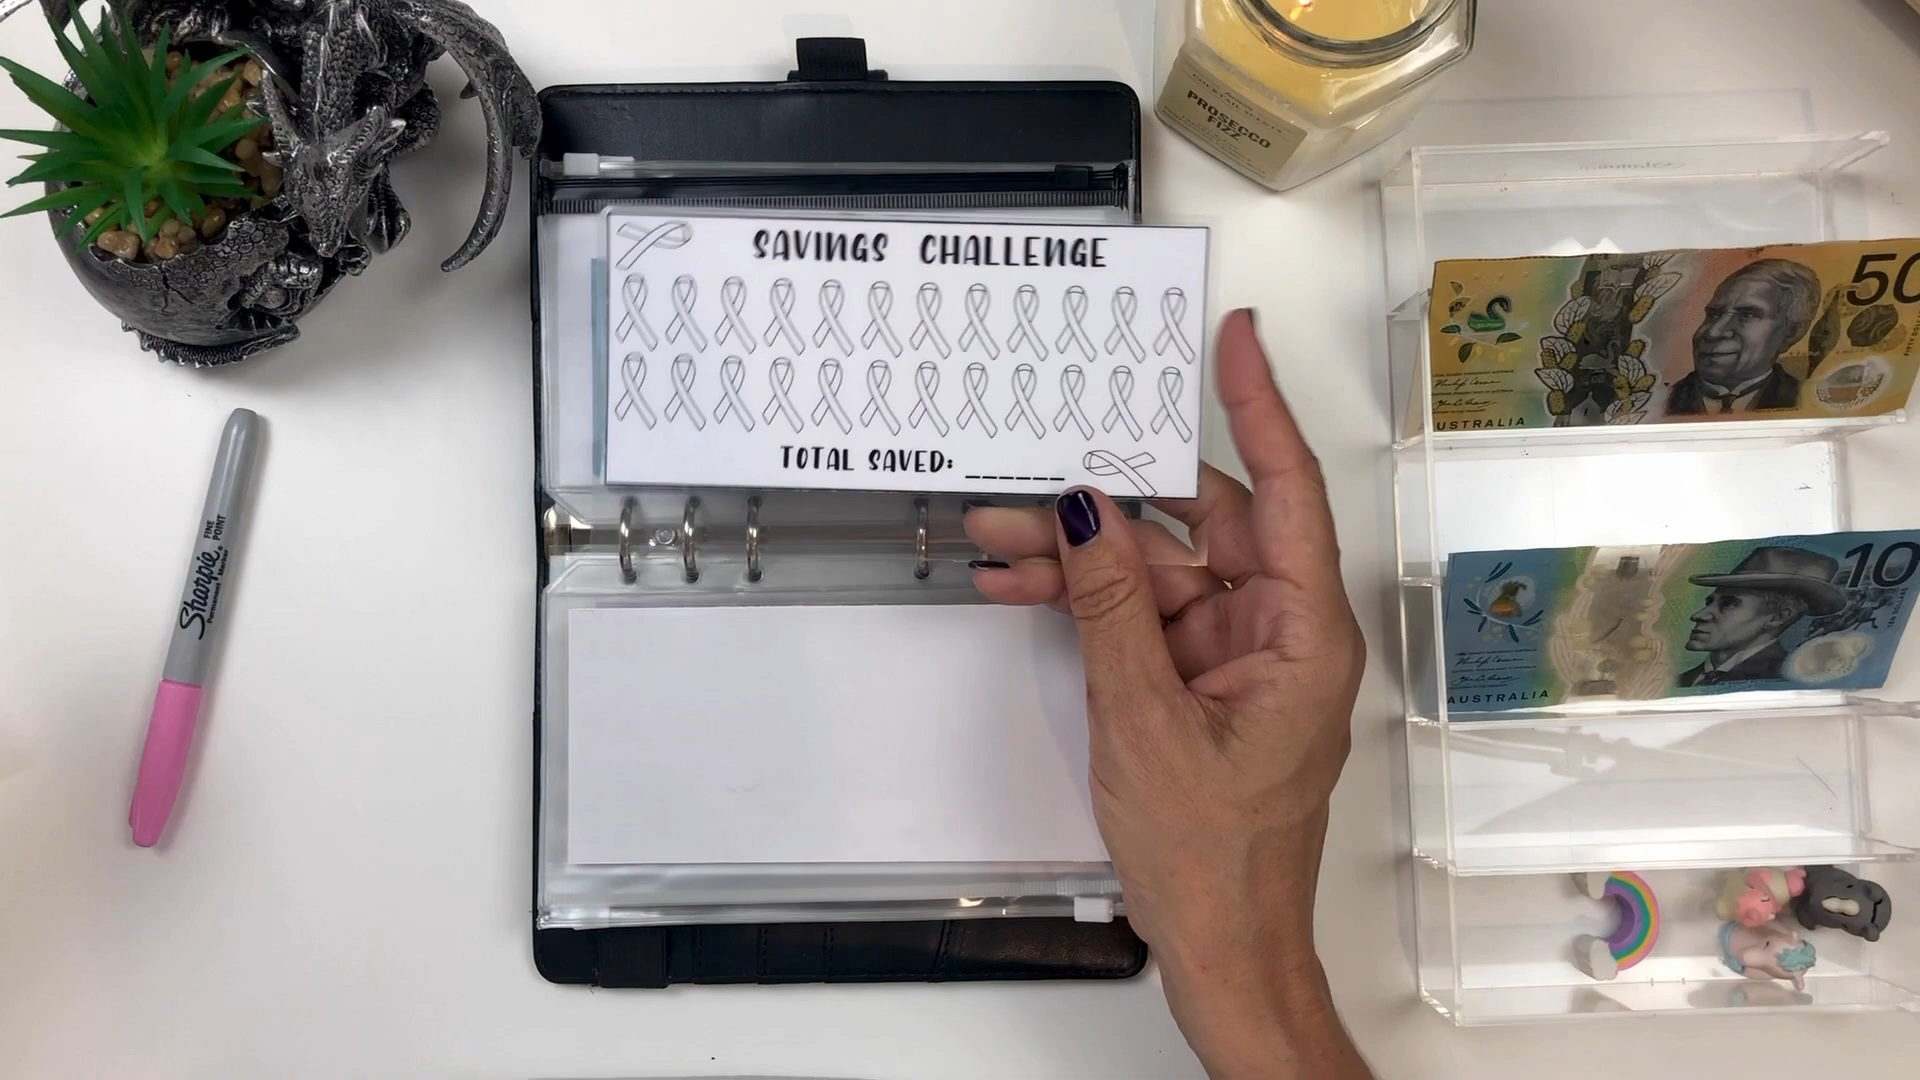 PROSECCO
FIZZ
SAVINGS CHALLENGE
TOTAL SAVED: ______
Sharpie
FINE
POINT
Permanent Marker
50
AUSTRALIA
10
AUSTRALIA